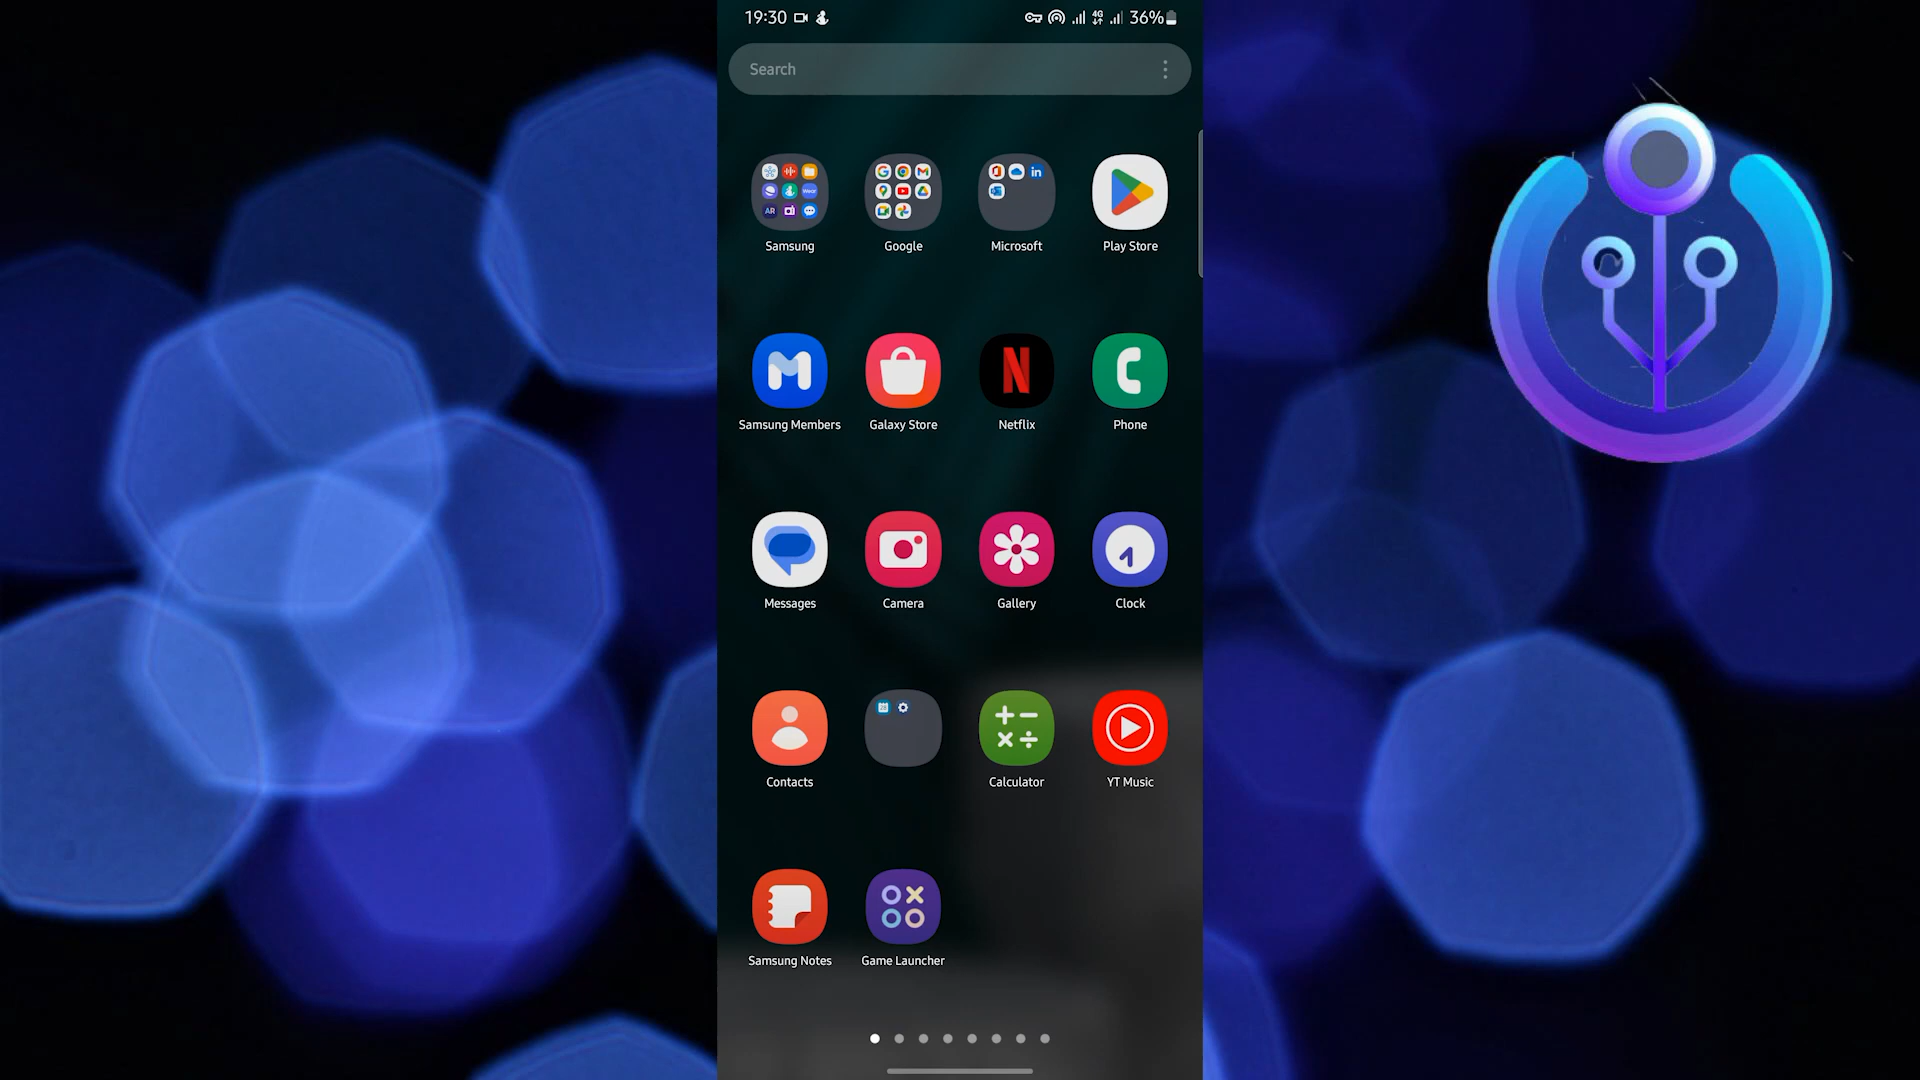 19:30 4G 36%
Search
Samsung Google Microsoft Play Store
Samsung Members Galaxy Store Netflix Phone
Messages Camera Gallery Clock
Contacts Calculator YT Music
Samsung Notes Game Launcher